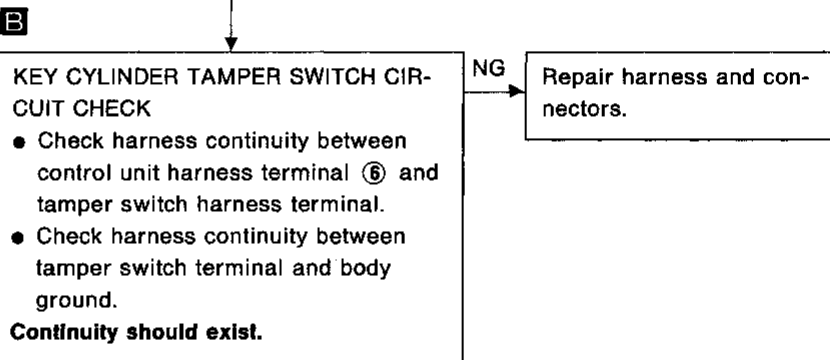 B
KEY CYLINDER TAMPER SWITCH CIR-
CUIT CHECK
● Check harness continuity between
control unit harness terminal ⑥ and
tamper switch harness terminal.
● Check harness continuity between
tamper switch terminal and body
ground.
Continuity should exist.
NG
Repair harness and con-
nectors.